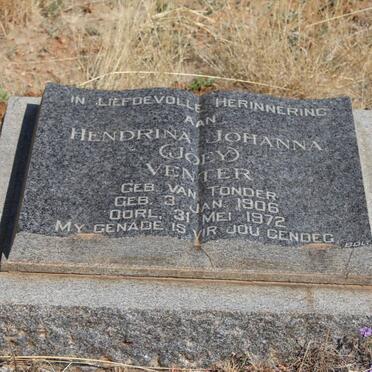 IN LIEFDEVOLLE HERINNERING
AAN
HENDRINA JOHANNA
(JOEY)
VENTER
GEB. VAN TONDER
GEB. 3. JAN. 1906
OORL. 31 MEI 1972
MY GENADE IS VIR JOU GENOEG